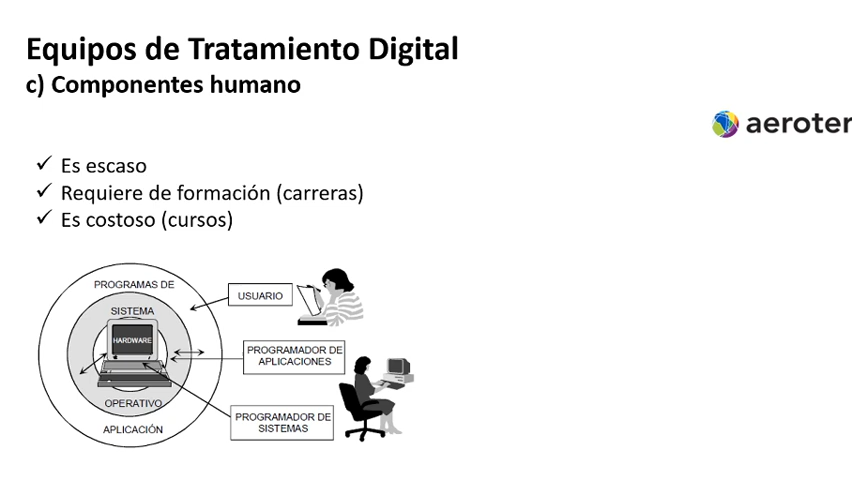 Equipos de Tratamiento Digital
c) Componentes humano
aeroter
Es escaso
Requiere de formación (carreras)
Es costoso (cursos)
PROGRAMAS DE
SISTEMA
HARDWARE
OPERATIVO
APLICACIÓN
USUARIO
PROGRAMADOR DE
APLICACIONES
PROGRAMADOR DE
SISTEMAS